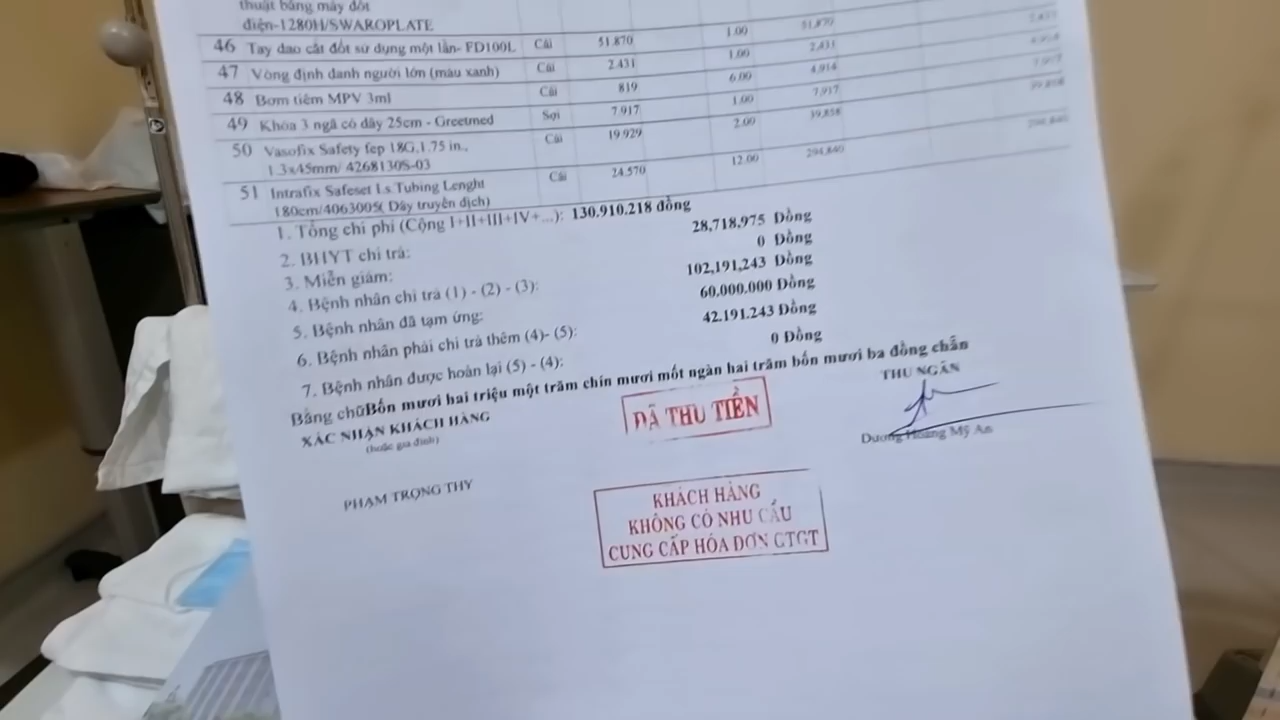 thuật bằng máy đốt
điện-1280H/SWAROPLATE
46 Tay dao cắt đốt sử dụng một lần- FD100L Cái 51.870 1.00 51.870
47 Vòng định danh người lớn (màu xanh) Cái 2.431 1.00 2.431
48 Bơm tiêm MPV 3ml Cái 819 6.00 4.914
49 Khóa 3 ngã có dây 25cm - Greetmed Sợi 7.917 1.00 7.917
50 Vasofix Safety fep 18G,1.75 in., Cái 19.929 2.00 39.858
1.3x45mm/ 4268130S-03
51 Intrafix Safeset I.s Tubing Lenght Cái 24.570 12.00 294.840
180cm/4063005( Dây truyền dịch)
1. Tổng chi phí (Cộng I+II+III+IV+...): 130.910.218 đồng
2. BHYT chi trả: 28,718,975 Đồng
3. Miễn giảm: 0 Đồng
4. Bệnh nhân chi trả (1) - (2) - (3): 102,191,243 Đồng
5. Bệnh nhân đã tạm ứng: 60.000.000 Đồng
6. Bệnh nhân phải chi trả thêm (4)- (5): 42.191.243 Đồng
7. Bệnh nhân được hoàn lại (5) - (4): 0 Đồng
Bằng chữBốn mươi hai triệu một trăm chín mươi mốt ngàn hai trăm bốn mươi ba đồng chẵn
XÁC NHẬN KHÁCH HÀNG
(hoặc gia đình)
ĐÃ THU TIỀN
THU NGÂN
Dương Hoàng Mỹ An
PHẠM TRỌNG THY
KHÁCH HÀNG
KHÔNG CÓ NHU CẦU
CUNG CẤP HÓA ĐƠN GTGT